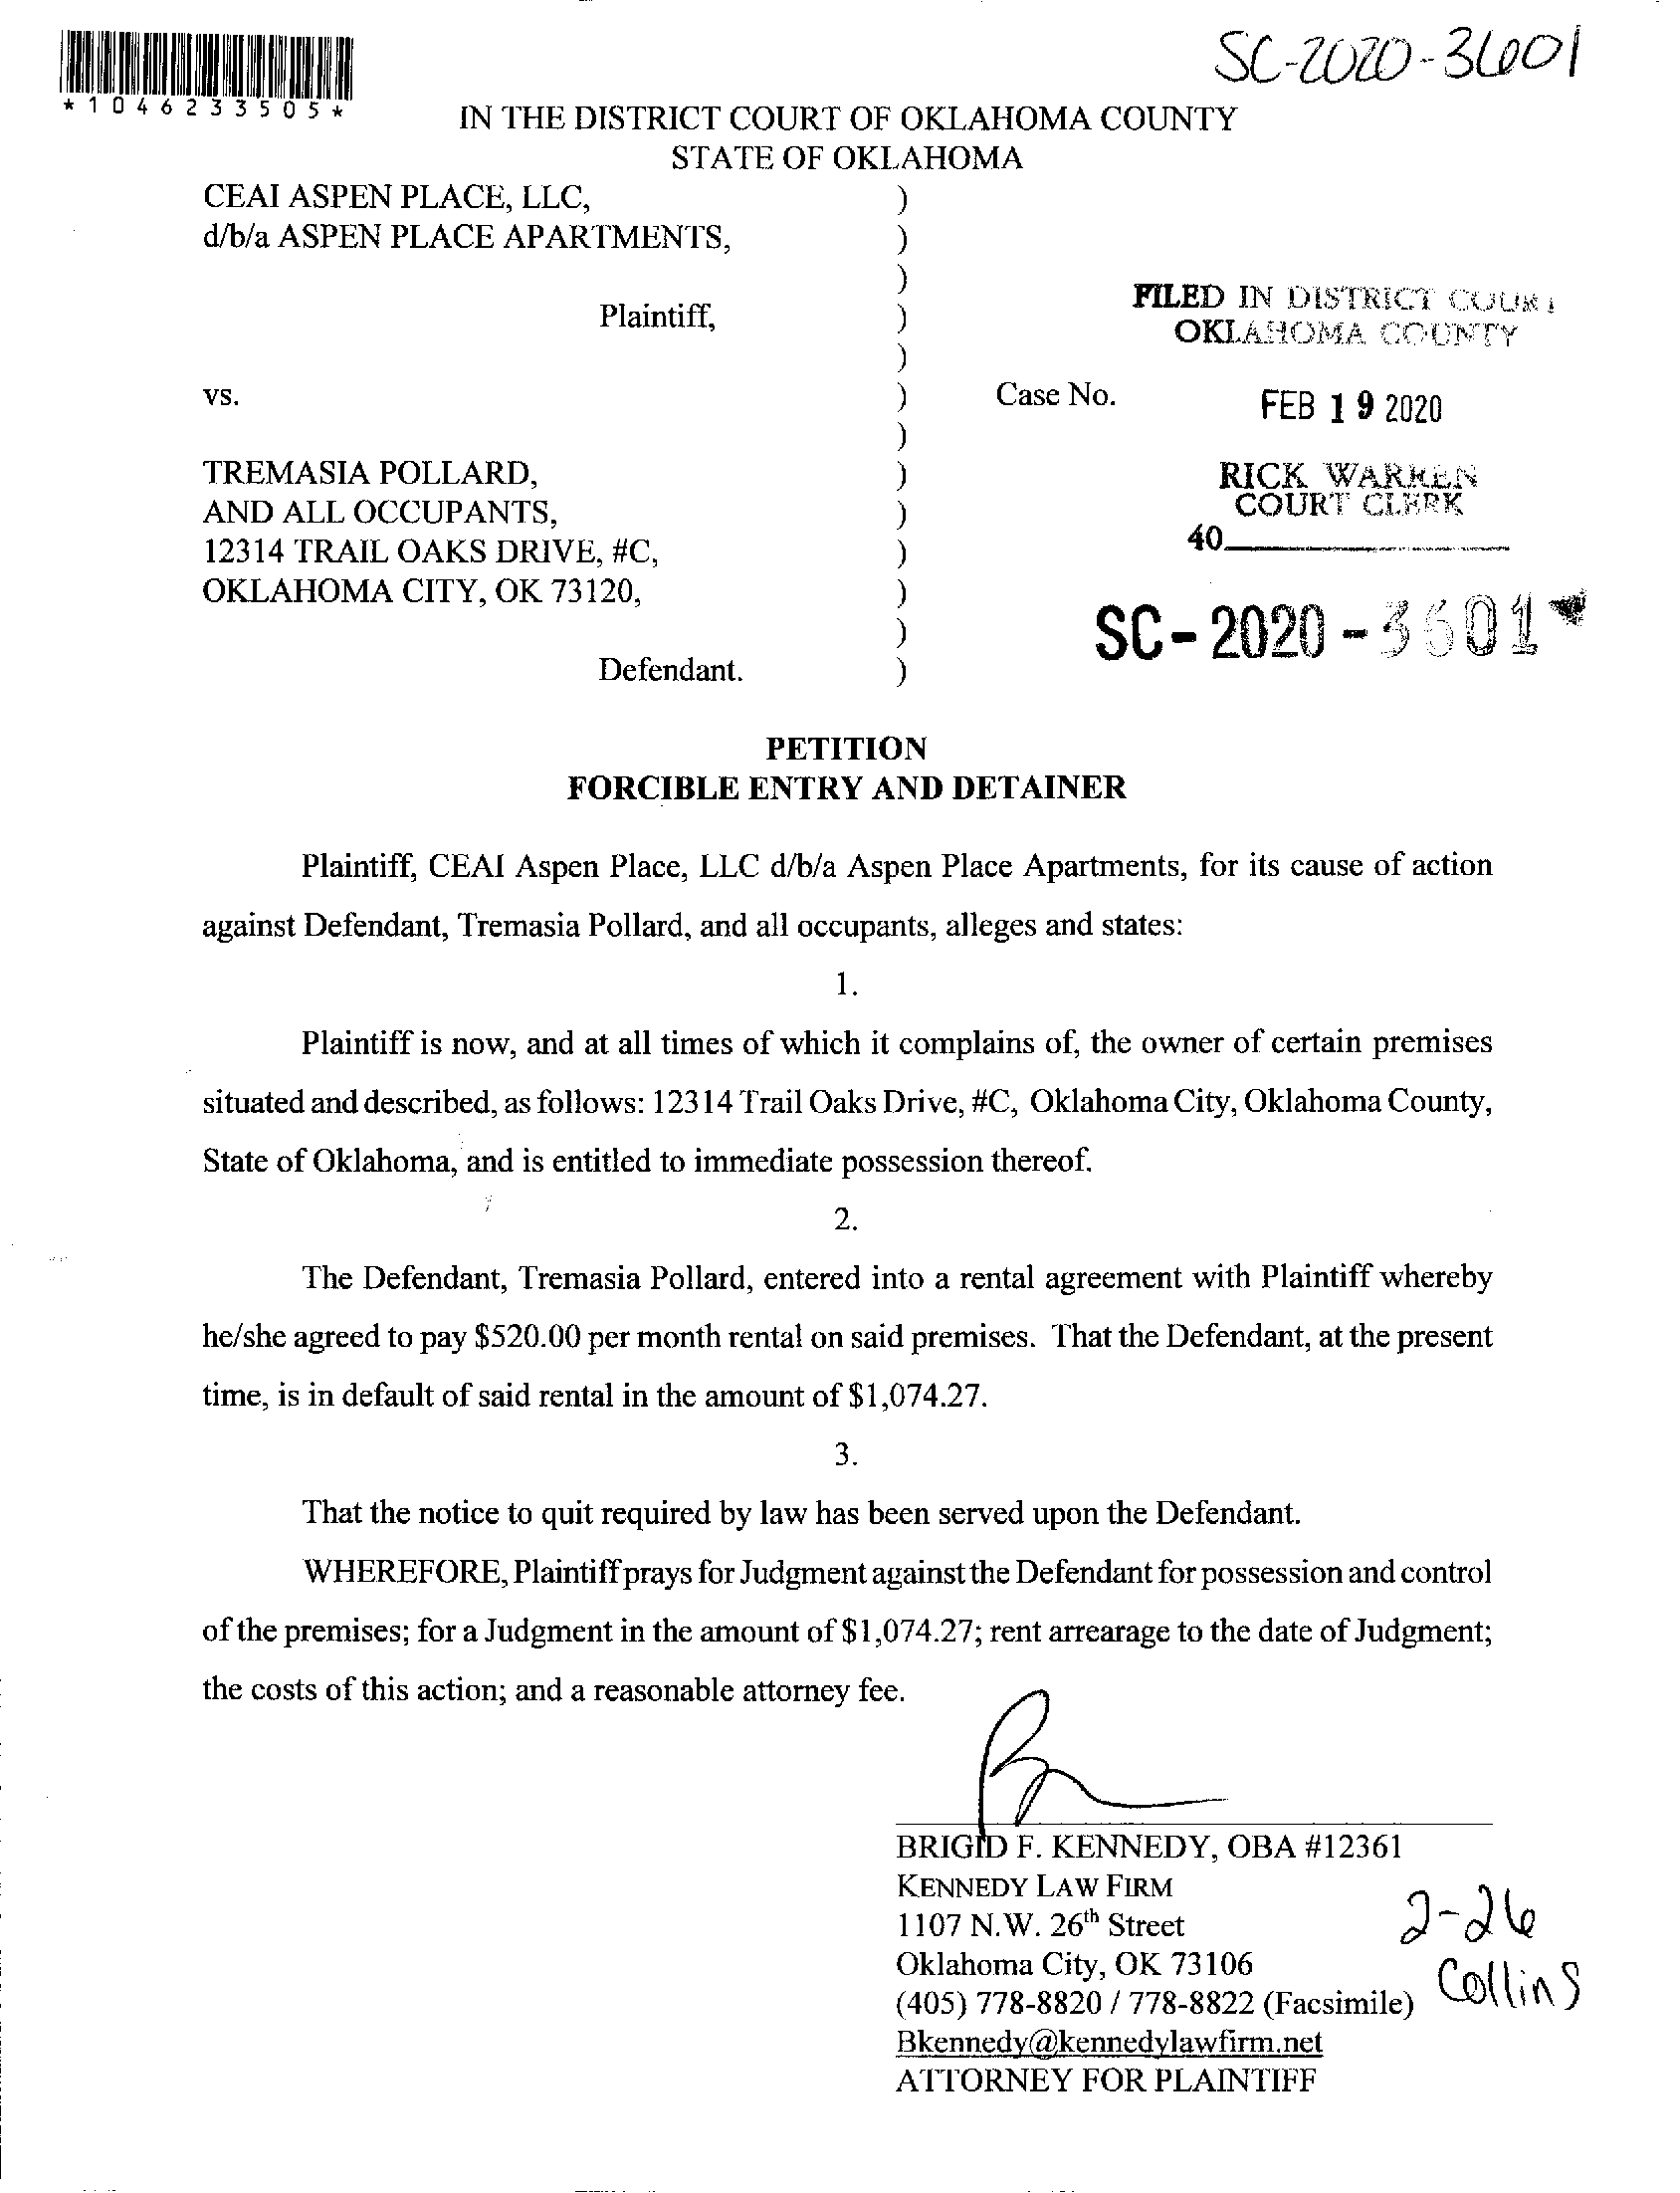 SC-2020-3601
*1046233505*
IN THE DISTRICT COURT OF OKLAHOMA COUNTY
STATE OF OKLAHOMA
CEAI ASPEN PLACE, LLC, )
d/b/a ASPEN PLACE APARTMENTS, )
)
Plaintiff, )
)
FILED IN DISTRICT COURT
OKLAHOMA COUNTY
vs. ) Case No.
FEB 19 2020
)
TREMASIA POLLARD, )
AND ALL OCCUPANTS, )
12314 TRAIL OAKS DRIVE, #C, )
OKLAHOMA CITY, OK 73120, )
)
Defendant. )
RICK WARREN
COURT CLERK
40
SC-2020-3601
PETITION
FORCIBLE ENTRY AND DETAINER
Plaintiff, CEAI Aspen Place, LLC d/b/a Aspen Place Apartments, for its cause of action
against Defendant, Tremasia Pollard, and all occupants, alleges and states:
1.
Plaintiff is now, and at all times of which it complains of, the owner of certain premises
situated and described, as follows: 12314 Trail Oaks Drive, #C, Oklahoma City, Oklahoma County,
State of Oklahoma, and is entitled to immediate possession thereof.
2.
The Defendant, Tremasia Pollard, entered into a rental agreement with Plaintiff whereby
he/she agreed to pay $520.00 per month rental on said premises. That the Defendant, at the present
time, is in default of said rental in the amount of $1,074.27.
3.
That the notice to quit required by law has been served upon the Defendant.
WHEREFORE, Plaintiff prays for Judgment against the Defendant for possession and control
of the premises; for a Judgment in the amount of $1,074.27; rent arrearage to the date of Judgment;
the costs of this action; and a reasonable attorney fee.
BRIGID F. KENNEDY, OBA #12361
KENNEDY LAW FIRM
1107 N.W. 26th Street
Oklahoma City, OK 73106
(405) 778-8820 / 778-8822 (Facsimile)
Bkennedy@kennedylawfirm.net
ATTORNEY FOR PLAINTIFF
2-26
Collins